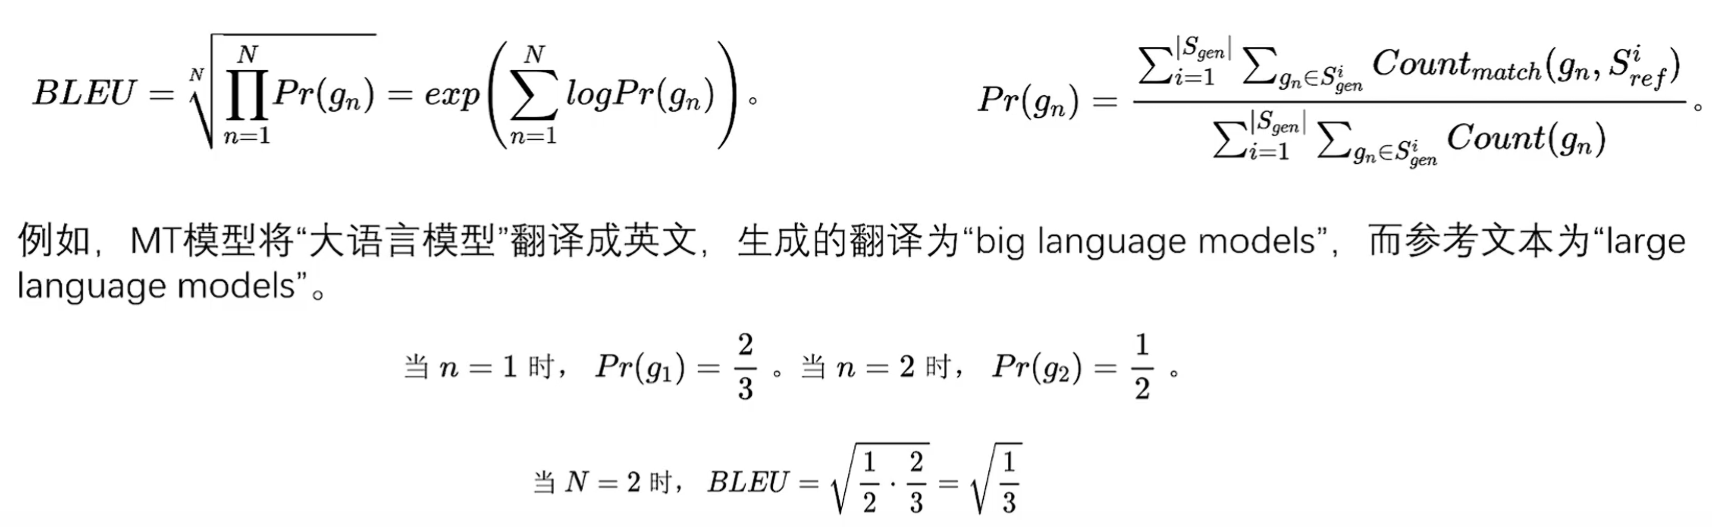 $BLEU = \sqrt[N]{\prod_{n=1}^{N} Pr(g_n)} = exp\left(\sum_{n=1}^{N} logPr(g_n)\right)$。 $Pr(g_n) = \frac{\sum_{i=1}^{|S_{gen}|} \sum_{g_n \in S_{gen}^i} Count_{match}(g_n, S_{ref}^i)}{\sum_{i=1}^{|S_{gen}|} \sum_{g_n \in S_{gen}^i} Count(g_n)}$。
例如，MT模型将“大语言模型”翻译成英文，生成的翻译为“big language models”，而参考文本为“large
language models”。
当 $n = 1$ 时， $Pr(g_1) = \frac{2}{3}$ 。当 $n = 2$ 时， $Pr(g_2) = \frac{1}{2}$ 。
当 $N = 2$ 时， $BLEU = \sqrt{\frac{1}{2} \cdot \frac{2}{3}} = \sqrt{\frac{1}{3}}$